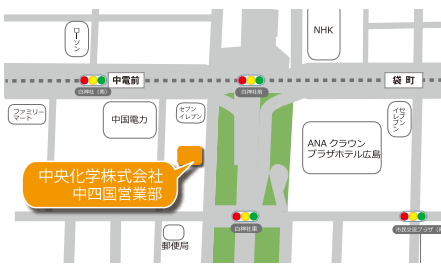 NHK
ローソン
中電前
袋町
白神社(西)
白神社前
ファミリー
マート
中国電力
セブン
イレブン
セブン
イレブン
ANA クラウン
プラザホテル広島
中央化学株式会社
中四国営業部
白神社東
郵便局